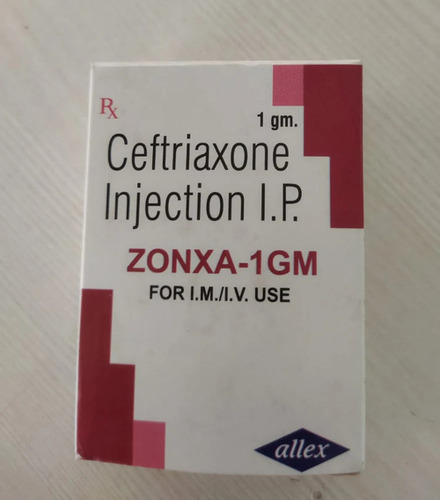 Rx
1 gm.
Ceftriaxone
Injection I.P.
ZONXA-1GM
FOR I.M./I.V. USE
allex